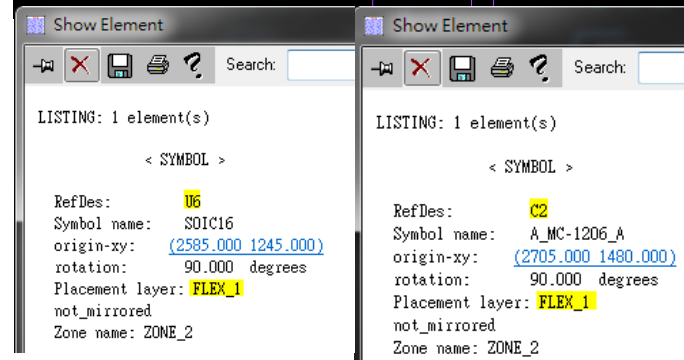 Show Element
Search:
LISTING: 1 element(s)
< SYMBOL >
RefDes: U6
Symbol name: SOIC16
origin-xy: (2585.000 1245.000)
rotation: 90.000 degrees
Placement layer: FLEX_1
not_mirrored
Zone name: ZONE_2
Show Element
Search:
LISTING: 1 element(s)
< SYMBOL >
RefDes: C2
Symbol name: A_MC-1206_A
origin-xy: (2705.000 1480.000)
rotation: 90.000 degrees
Placement layer: FLEX_1
not_mirrored
Zone name: ZONE_2